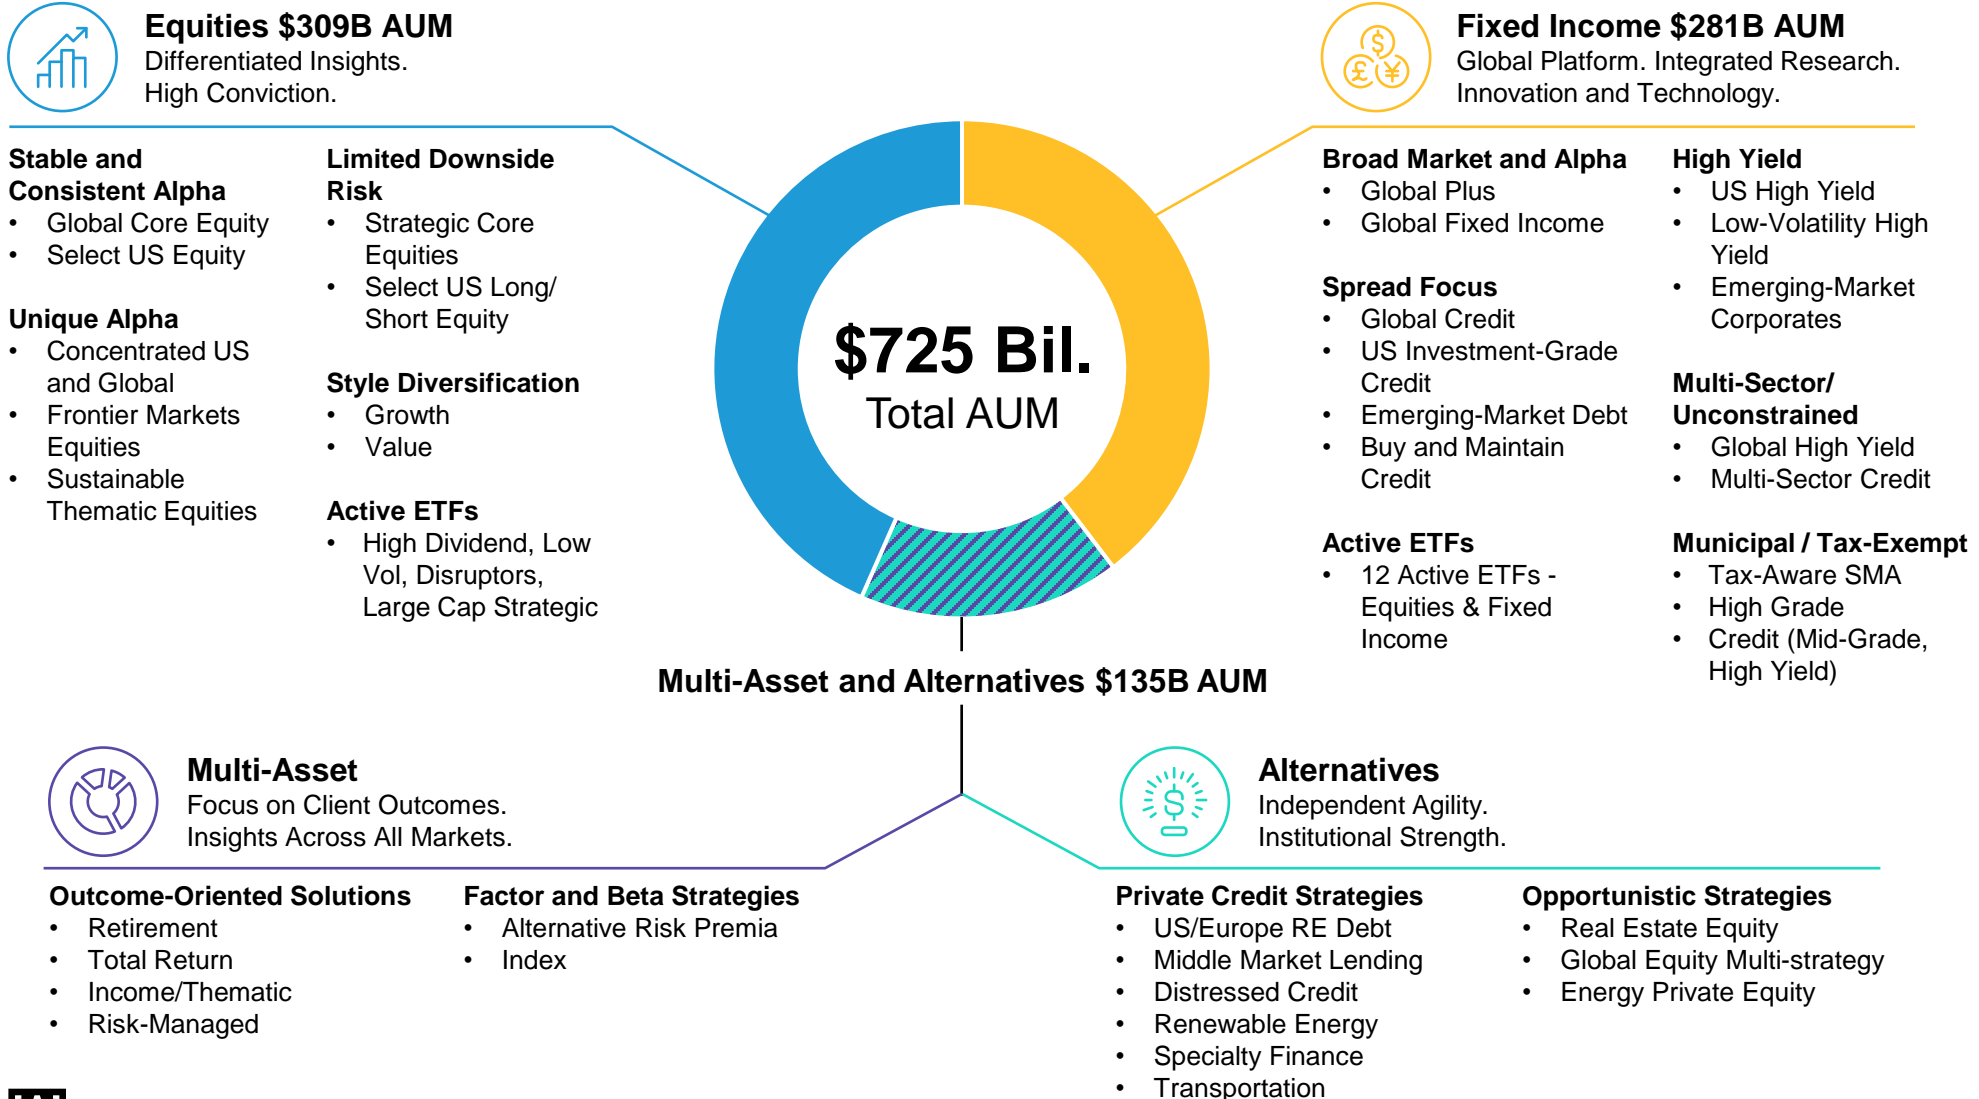 Equities $309B AUM
Differentiated Insights.
High Conviction.
Stable and
Consistent Alpha
• Global Core Equity
• Select US Equity
Unique Alpha
• Concentrated US
and Global
• Frontier Markets
Equities
• Sustainable
Thematic Equities
Limited Downside
Risk
• Strategic Core
Equities
• Select US Long/
Short Equity
Style Diversification
• Growth
• Value
Active ETFs
• High Dividend, Low
Vol, Disruptors,
Large Cap Strategic
$725 Bil.
Total AUM
Fixed Income $281B AUM
Global Platform. Integrated Research.
Innovation and Technology.
Broad Market and Alpha
• Global Plus
• Global Fixed Income
Spread Focus
• Global Credit
• US Investment-Grade
Credit
• Emerging-Market Debt
• Buy and Maintain
Credit
Active ETFs
• 12 Active ETFs -
Equities & Fixed
Income
High Yield
• US High Yield
• Low-Volatility High
Yield
• Emerging-Market
Corporates
Multi-Sector/
Unconstrained
• Global High Yield
• Multi-Sector Credit
Municipal / Tax-Exempt
• Tax-Aware SMA
• High Grade
• Credit (Mid-Grade,
High Yield)
Multi-Asset and Alternatives $135B AUM
Multi-Asset
Focus on Client Outcomes.
Insights Across All Markets.
Outcome-Oriented Solutions
• Retirement
• Total Return
• Income/Thematic
• Risk-Managed
Factor and Beta Strategies
• Alternative Risk Premia
• Index
Alternatives
Independent Agility.
Institutional Strength.
Private Credit Strategies
• US/Europe RE Debt
• Middle Market Lending
• Distressed Credit
• Renewable Energy
• Specialty Finance
• Transportation
Opportunistic Strategies
• Real Estate Equity
• Global Equity Multi-strategy
• Energy Private Equity